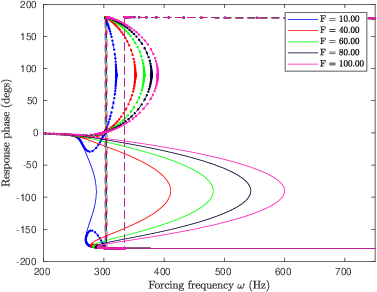 200
150
100
50
0
-50
-100
-150
-200
Response phase (degs)
200
300
400
500
600
700
Forcing frequency ω (Hz)
F = 10.00
F = 40.00
F = 60.00
F = 80.00
F = 100.00